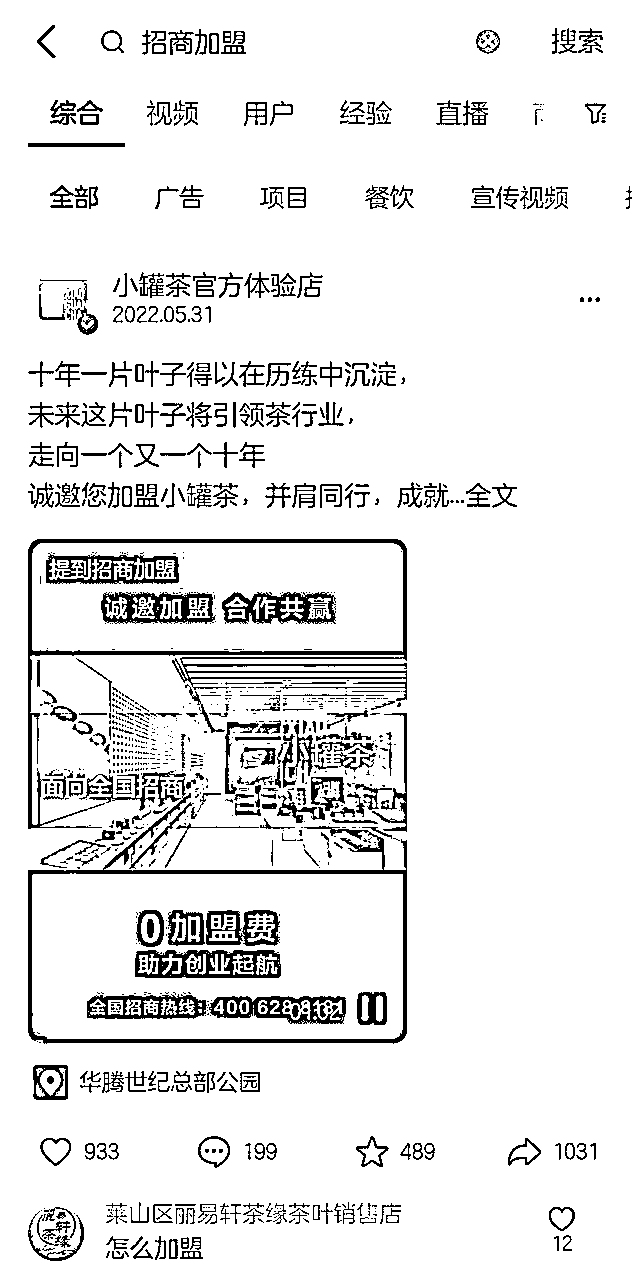 招商加盟
搜索
综合 视频 用户 经验 直播
全部 广告 项目 餐饮 宣传视频
小罐茶官方体验店
2022.05.31
十年一片叶子得以在历练中沉淀，
未来这片叶子将引领茶行业，
走向一个又一个十年
诚邀您加盟小罐茶，并肩同行，成就...全文
提到招商加盟
诚邀加盟 合作共赢
小罐茶
面向全国招商
0加盟费
助力创业起航
全国招商热线：400 628
华腾世纪总部公园
933 199 489 1031
莱山区丽易轩茶缘茶叶销售店
怎么加盟
12